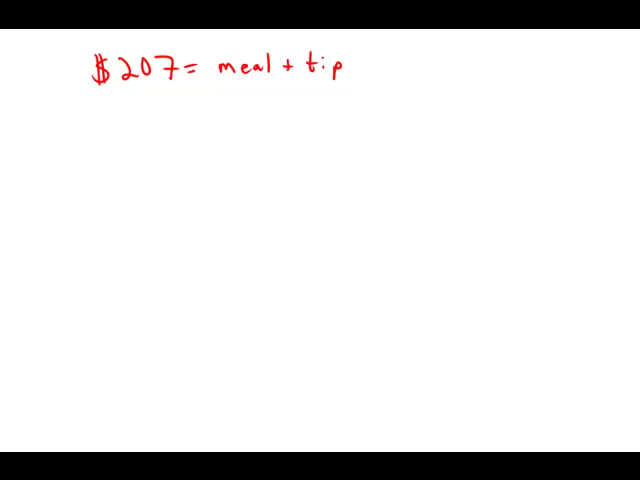 $207 = meal + tip